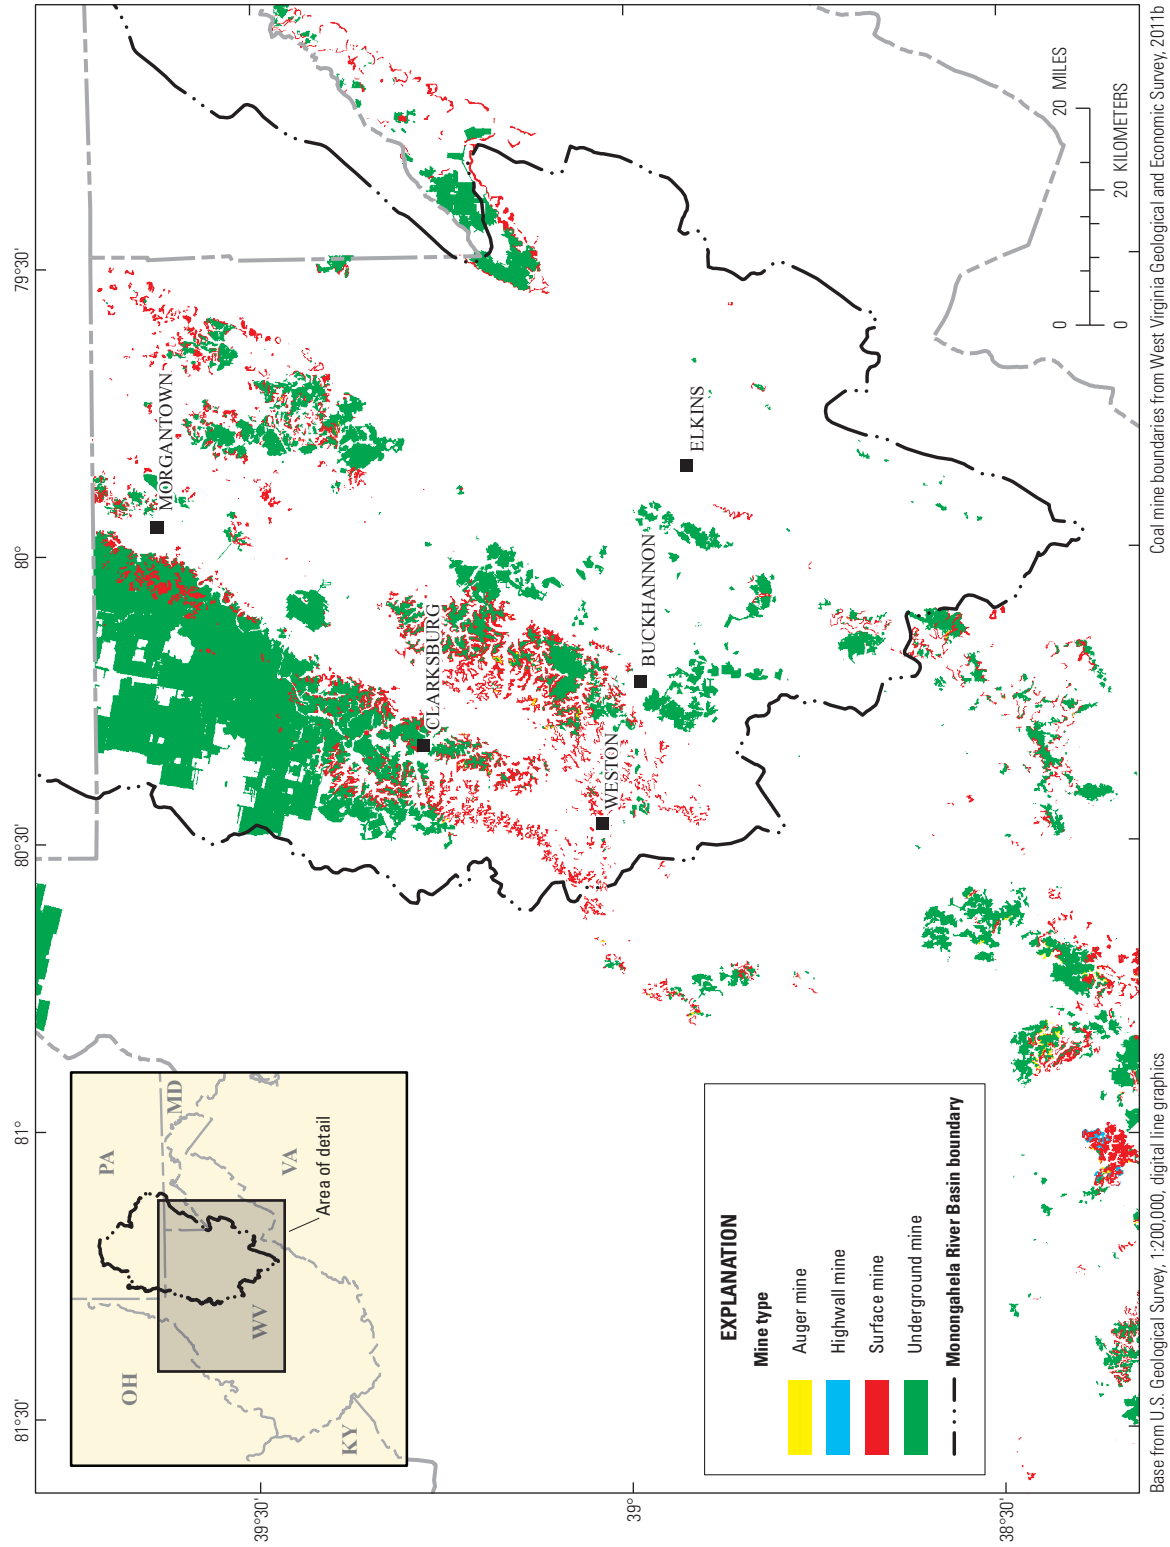 81°30'
81°
80°30'
80°
79°30'
39°30'
39°
38°30'
OH
PA
MD
WV
VA
KY
Area of detail
MORGANTOWN
CLARKSBURG
WESTON
BUCKHANNON
ELKINS
EXPLANATION
Mine type
Auger mine
Highwall mine
Surface mine
Underground mine
Monongahela River Basin boundary
0 20 MILES
0 20 KILOMETERS
Base from U.S. Geological Survey, 1:200,000, digital line graphics
Coal mine boundaries from West Virginia Geological and Economic Survey, 2011b